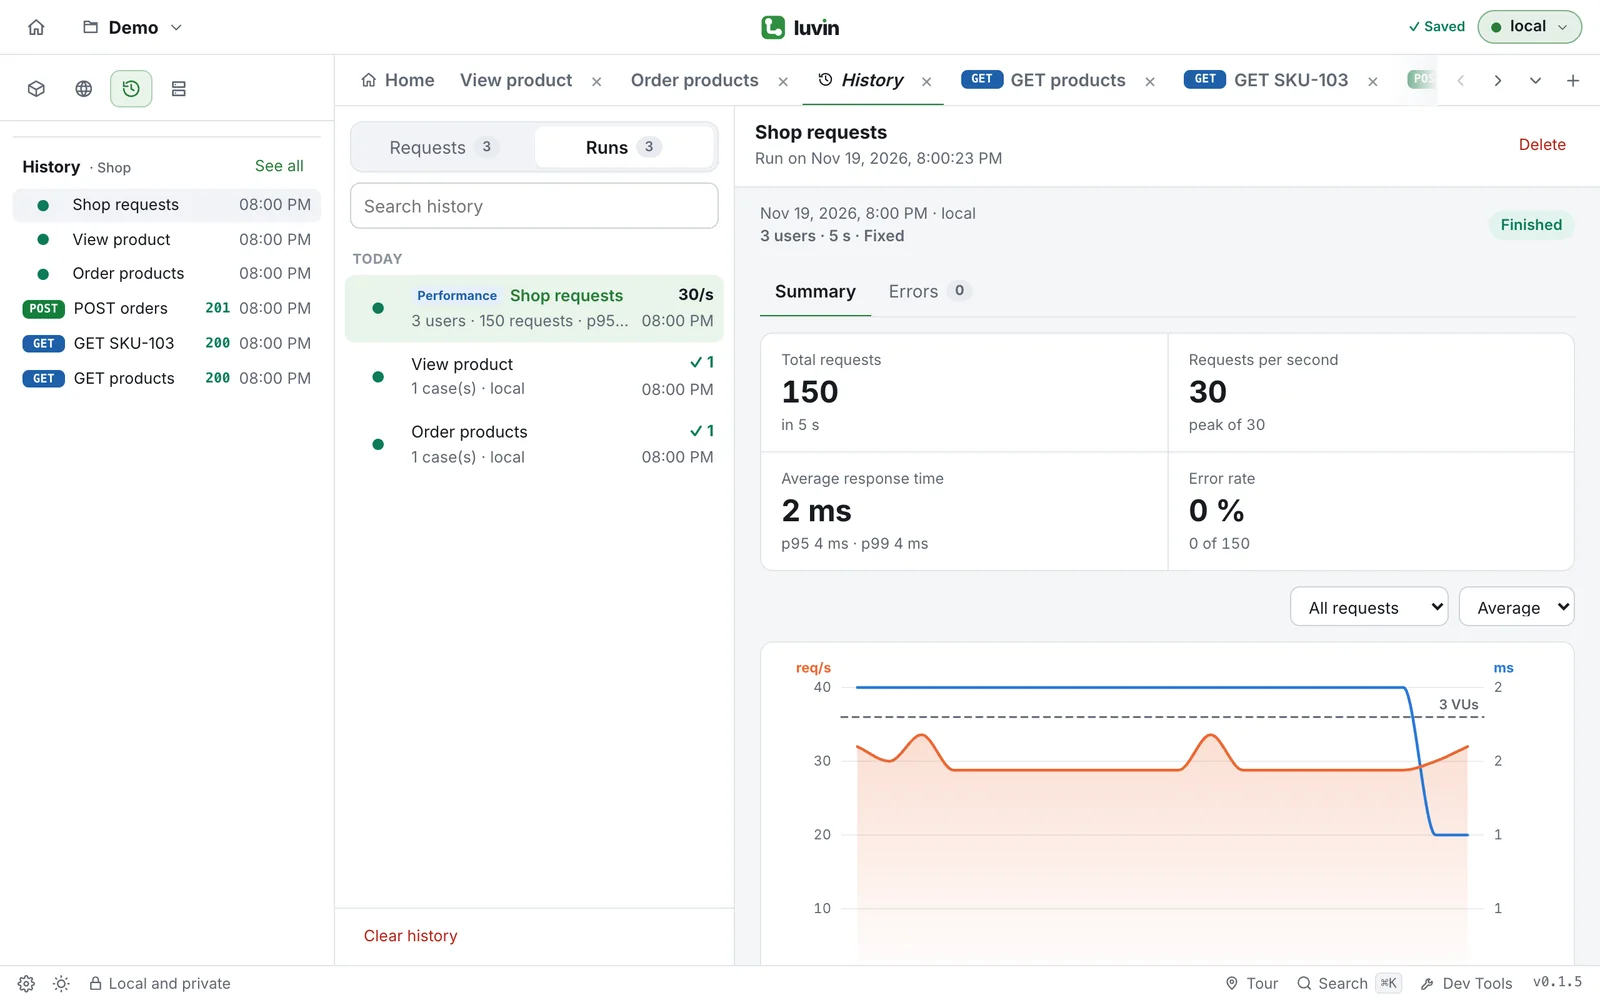 Demo
luvin
Saved
local
Home
View product
Order products
History
GET GET products
GET GET SKU-103
POS
History · Shop
See all
Shop requests 08:00 PM
View product 08:00 PM
Order products 08:00 PM
POST POST orders 201 08:00 PM
GET GET SKU-103 200 08:00 PM
GET GET products 200 08:00 PM
Requests 3
Runs 3
Search history
TODAY
Performance Shop requests 30/s
3 users · 150 requests · p95... 08:00 PM
View product 1
1 case(s) · local 08:00 PM
Order products 1
1 case(s) · local 08:00 PM
Clear history
Shop requests
Run on Nov 19, 2026, 8:00:23 PM
Delete
Nov 19, 2026, 8:00 PM · local
3 users · 5 s · Fixed
Finished
Summary
Errors 0
Total requests
150
in 5 s
Requests per second
30
peak of 30
Average response time
2 ms
p95 4 ms · p99 4 ms
Error rate
0 %
0 of 150
All requests
Average
req/s
ms
40
2
3 VUs
30
2
20
1
10
1
Local and private
Tour
Search ⌘K
Dev Tools
v0.1.5